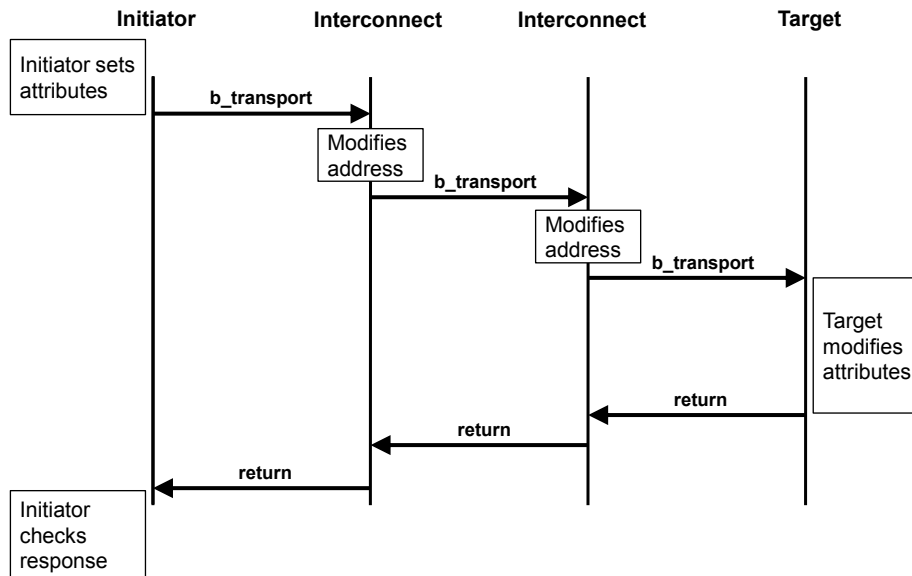 Initiator
Interconnect
Interconnect
Target
Initiator sets
attributes
b_transport
Modifies
address
b_transport
Modifies
address
b_transport
Target
modifies
attributes
return
return
return
Initiator
checks
response